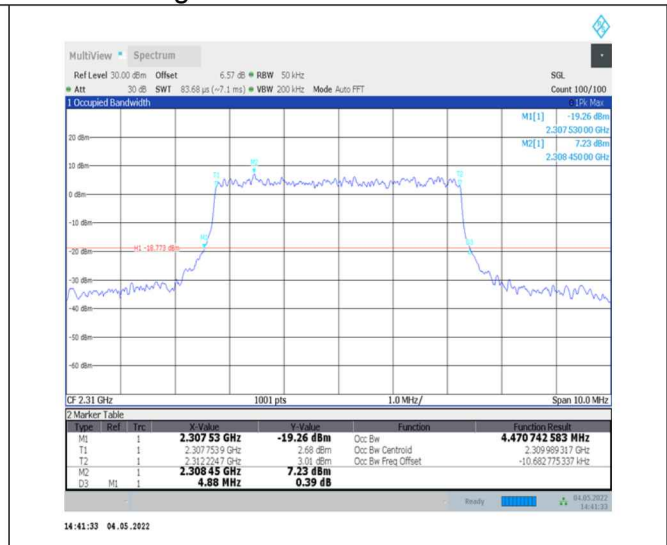 MultiView Spectrum
Ref Level 30.00 dBm Offset 6.57 dB RBW 50 kHz SGL
Att 30 dB SWT 83.68 µs (~7.1 ms) VBW 200 kHz Mode Auto FFT Count 100/100
1 Occupied Bandwidth 1Pk Max
M1[1] -19.26 dBm
2.307 530 00 GHz
M2[1] 7.23 dBm
2.308 450 00 GHz
20 dBm
10 dBm
0 dBm
-10 dBm
-20 dBm
H1 -18.773 dBm
-30 dBm
-40 dBm
-50 dBm
-60 dBm
CF 2.31 GHz 1001 pts 1.0 MHz/ Span 10.0 MHz
2 Marker Table
Type Ref Trc X-Value Y-Value Function Function Result
M1 1 2.307 53 GHz -19.26 dBm Occ Bw 4.470 742 583 MHz
T1 1 2.307 753 9 GHz 2.68 dBm Occ Bw Centroid 2.309 989 317 GHz
T2 1 2.312 224 7 GHz 3.01 dBm Occ Bw Freq Offset -10.682 775 337 kHz
M2 1 2.308 45 GHz 7.23 dBm
D3 M1 1 4.88 MHz 0.39 dB
Ready 04.05.2022
14:41:33
14:41:33 04.05.2022